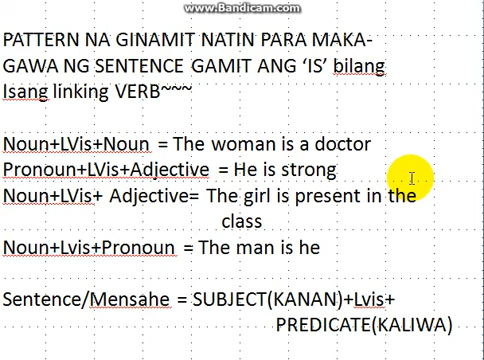 www.Bandicam.com
PATTERN NA GINAMIT NATIN PARA MAKA-
GAWA NG SENTENCE GAMIT ANG ‘IS’ bilang
Isang linking VERB~~~
Noun+LVis+Noun = The woman is a doctor
Pronoun+LVis+Adjective = He is strong
Noun+LVis+ Adjective= The girl is present in the
class
Noun+Lvis+Pronoun = The man is he
Sentence/Mensahe = SUBJECT(KANAN)+Lvis+
PREDICATE(KALIWA)